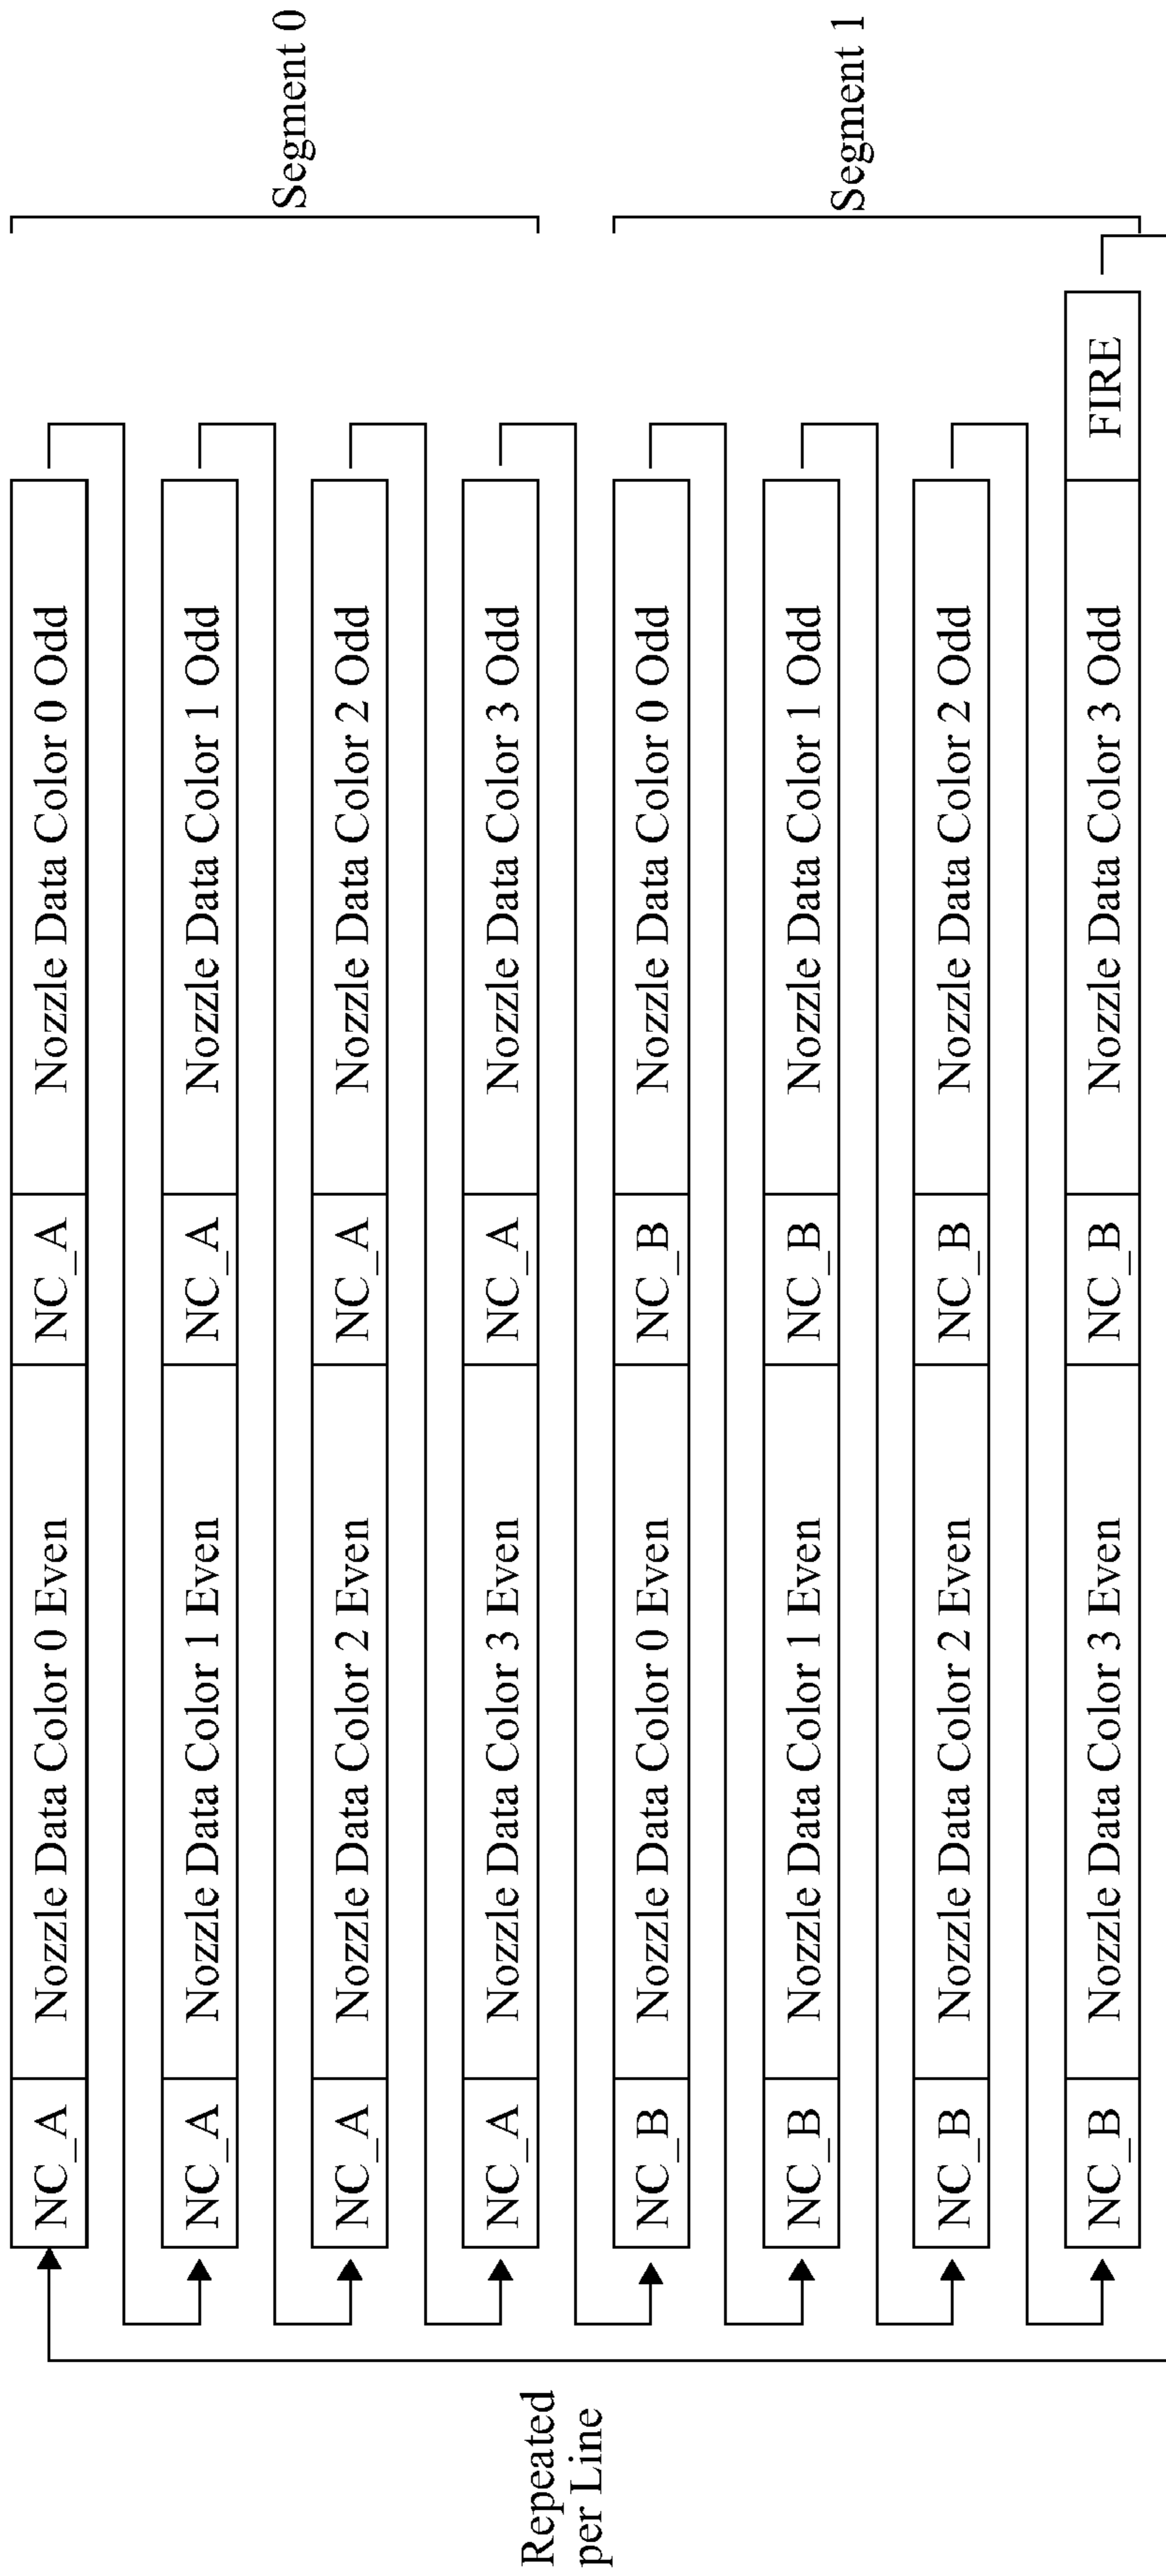 NC_A Nozzle Data Color 0 Even NC_A Nozzle Data Color 0 Odd
NC_A Nozzle Data Color 1 Even NC_A Nozzle Data Color 1 Odd
NC_A Nozzle Data Color 2 Even NC_A Nozzle Data Color 2 Odd
NC_A Nozzle Data Color 3 Even NC_A Nozzle Data Color 3 Odd
Segment 0
Repeated
per Line
NC_B Nozzle Data Color 0 Even NC_B Nozzle Data Color 0 Odd
NC_B Nozzle Data Color 1 Even NC_B Nozzle Data Color 1 Odd
NC_B Nozzle Data Color 2 Even NC_B Nozzle Data Color 2 Odd
NC_B Nozzle Data Color 3 Even NC_B Nozzle Data Color 3 Odd FIRE
Segment 1